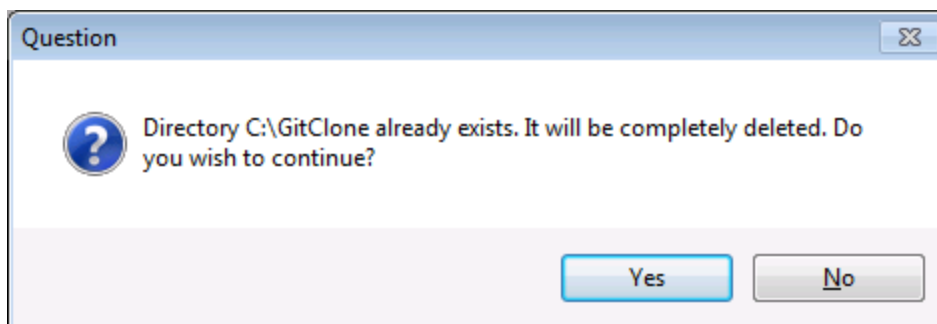 Question
Directory C:\GitClone already exists. It will be completely deleted. Do
you wish to continue?
Yes
No